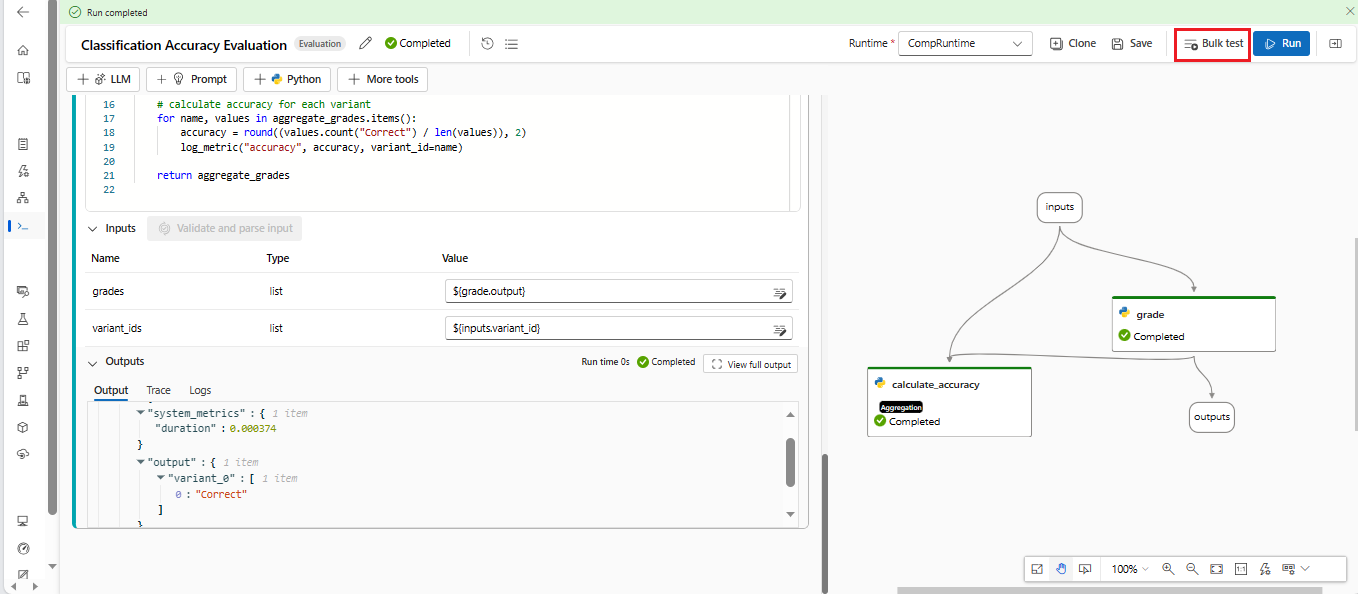 Run completed
Classification Accuracy Evaluation Evaluation Completed Runtime * CompRuntime Clone Save Bulk test Run
LLM Prompt Python More tools
16 # calculate accuracy for each variant
17 for name, values in aggregate_grades.items():
18 accuracy = round((values.count("Correct") / len(values)), 2)
19 log_metric("accuracy", accuracy, variant_id=name)
20
21 return aggregate_grades
22
Inputs Validate and parse input
Name Type Value
grades list ${grade.output}
variant_ids list ${inputs.variant_id}
Outputs Run time 0s Completed View full output
Output Trace Logs
"system_metrics" : { 1 item
"duration" : 0.000374
}
"output" : { 1 item
"variant_0" : [ 1 item
0 : "Correct"
]
}
inputs
grade
Completed
calculate_accuracy
Aggregation
Completed
outputs
100%
1:1